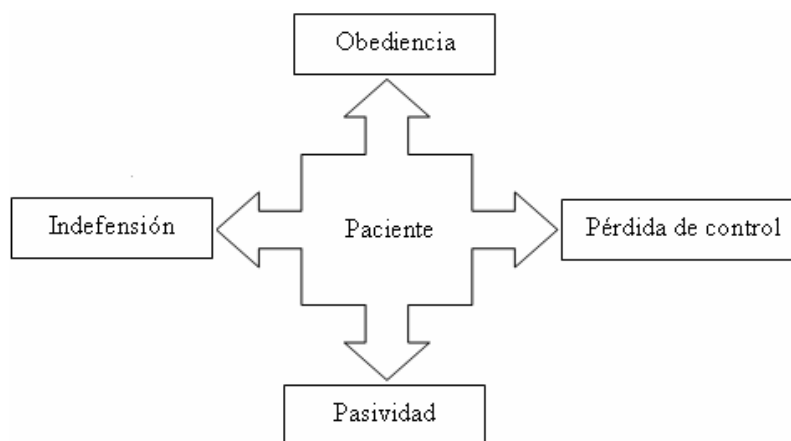 Obediencia
Indefensión
Paciente
Pérdida de control
Pasividad